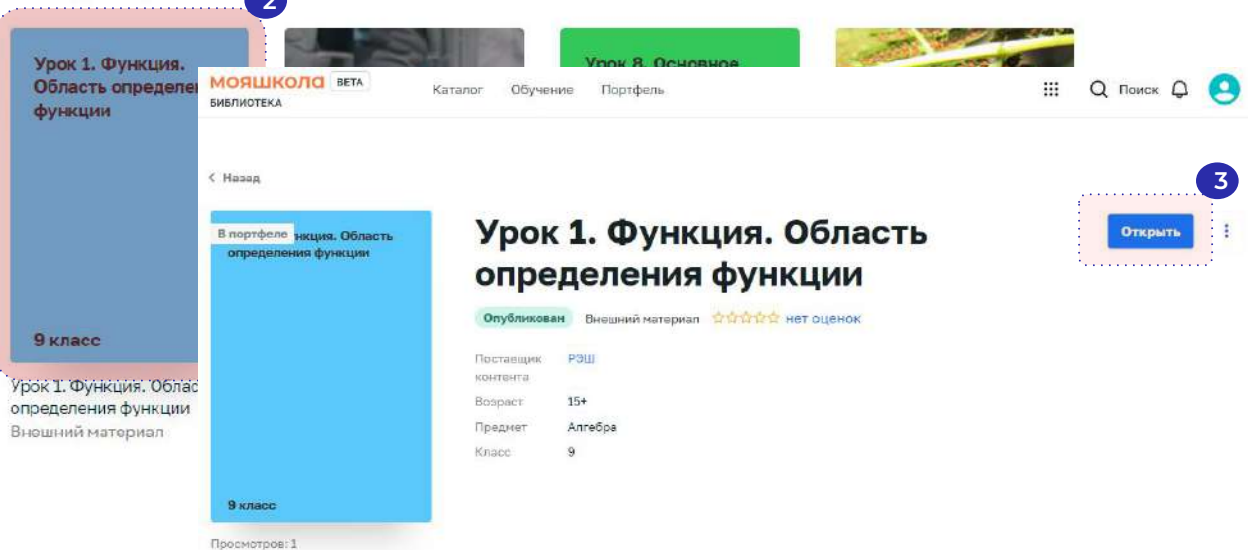 2
Урок 1. Функция.
Область определе
функции
9 класс
Урок 1. Функция. Облас
определения функции
Внешний материал
Урок 8. Основное
МОЯШКОЛА BETA
БИБЛИОТЕКА
Каталог Обучение Портфель
Поиск
Назад
3
В портфеле нкция. Область
определения функции
9 класс
Просмотров: 1
Урок 1. Функция. Область
определения функции
Открыть
Опубликован Внешний материал нет оценок
Поставщик РЭШ
контента
Возраст 15+
Предмет Алгебра
Класс 9